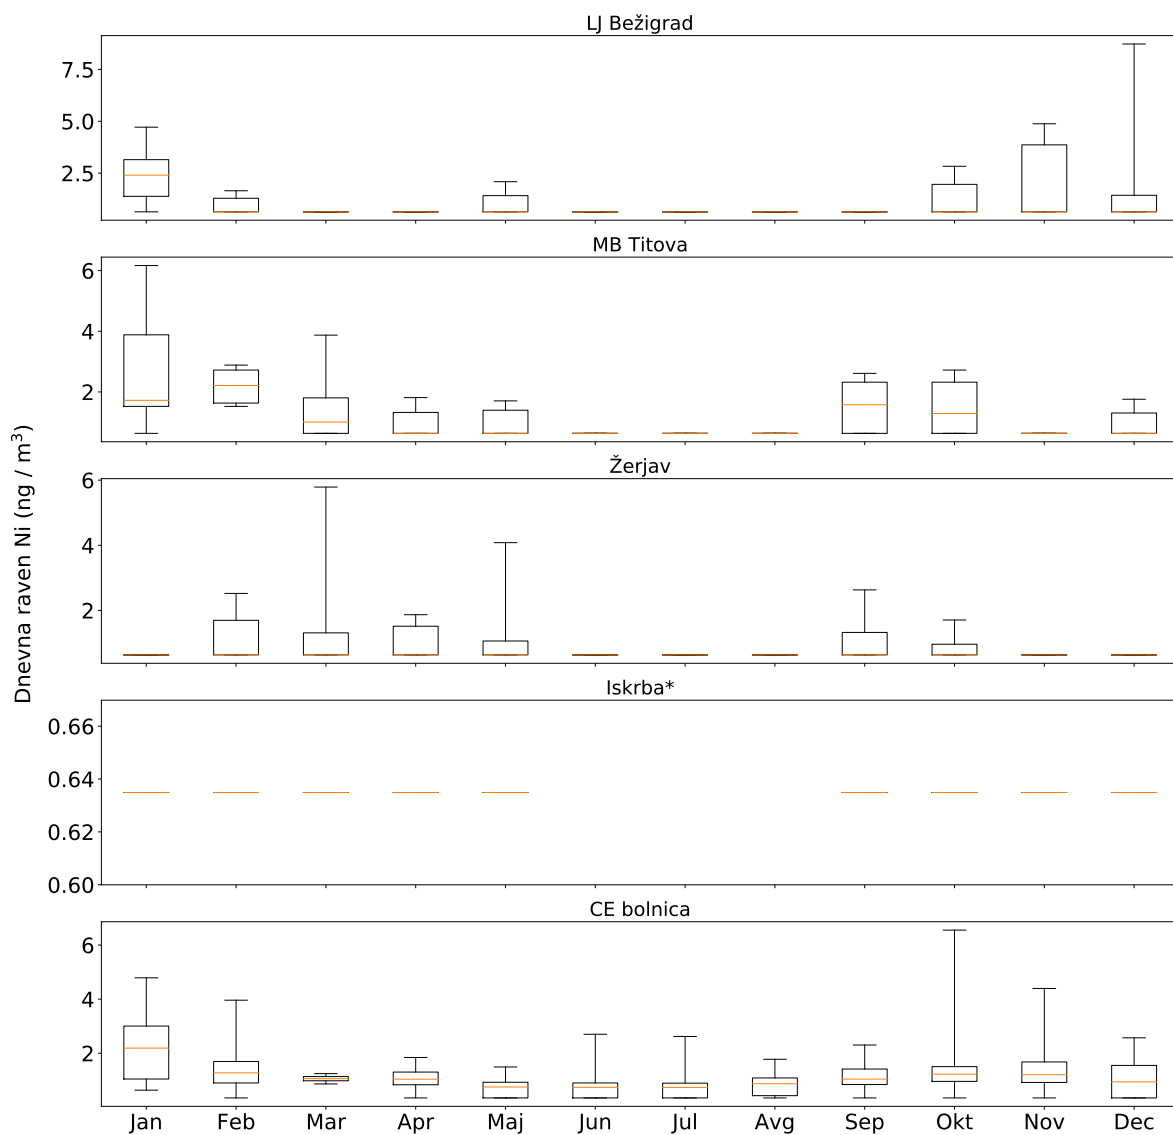 LJ Bežigrad
7.5
5.0
2.5
MB Titova
6
4
2
Žerjav
6
4
2
Dnevna raven Ni (ng / m³)
Iskrba*
0.66
0.64
0.62
0.60
CE bolnica
6
4
2
Jan Feb Mar Apr Maj Jun Jul Avg Sep Okt Nov Dec